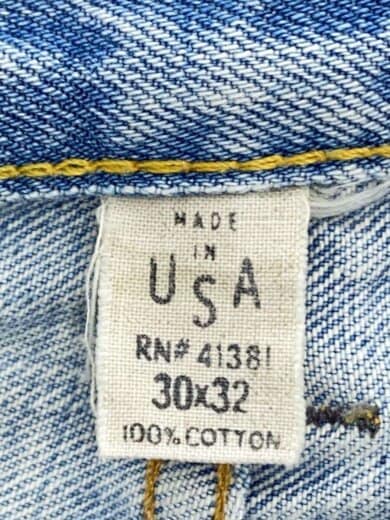 MADE
IN
USA
RN# 41381
30x32
100% COTTON